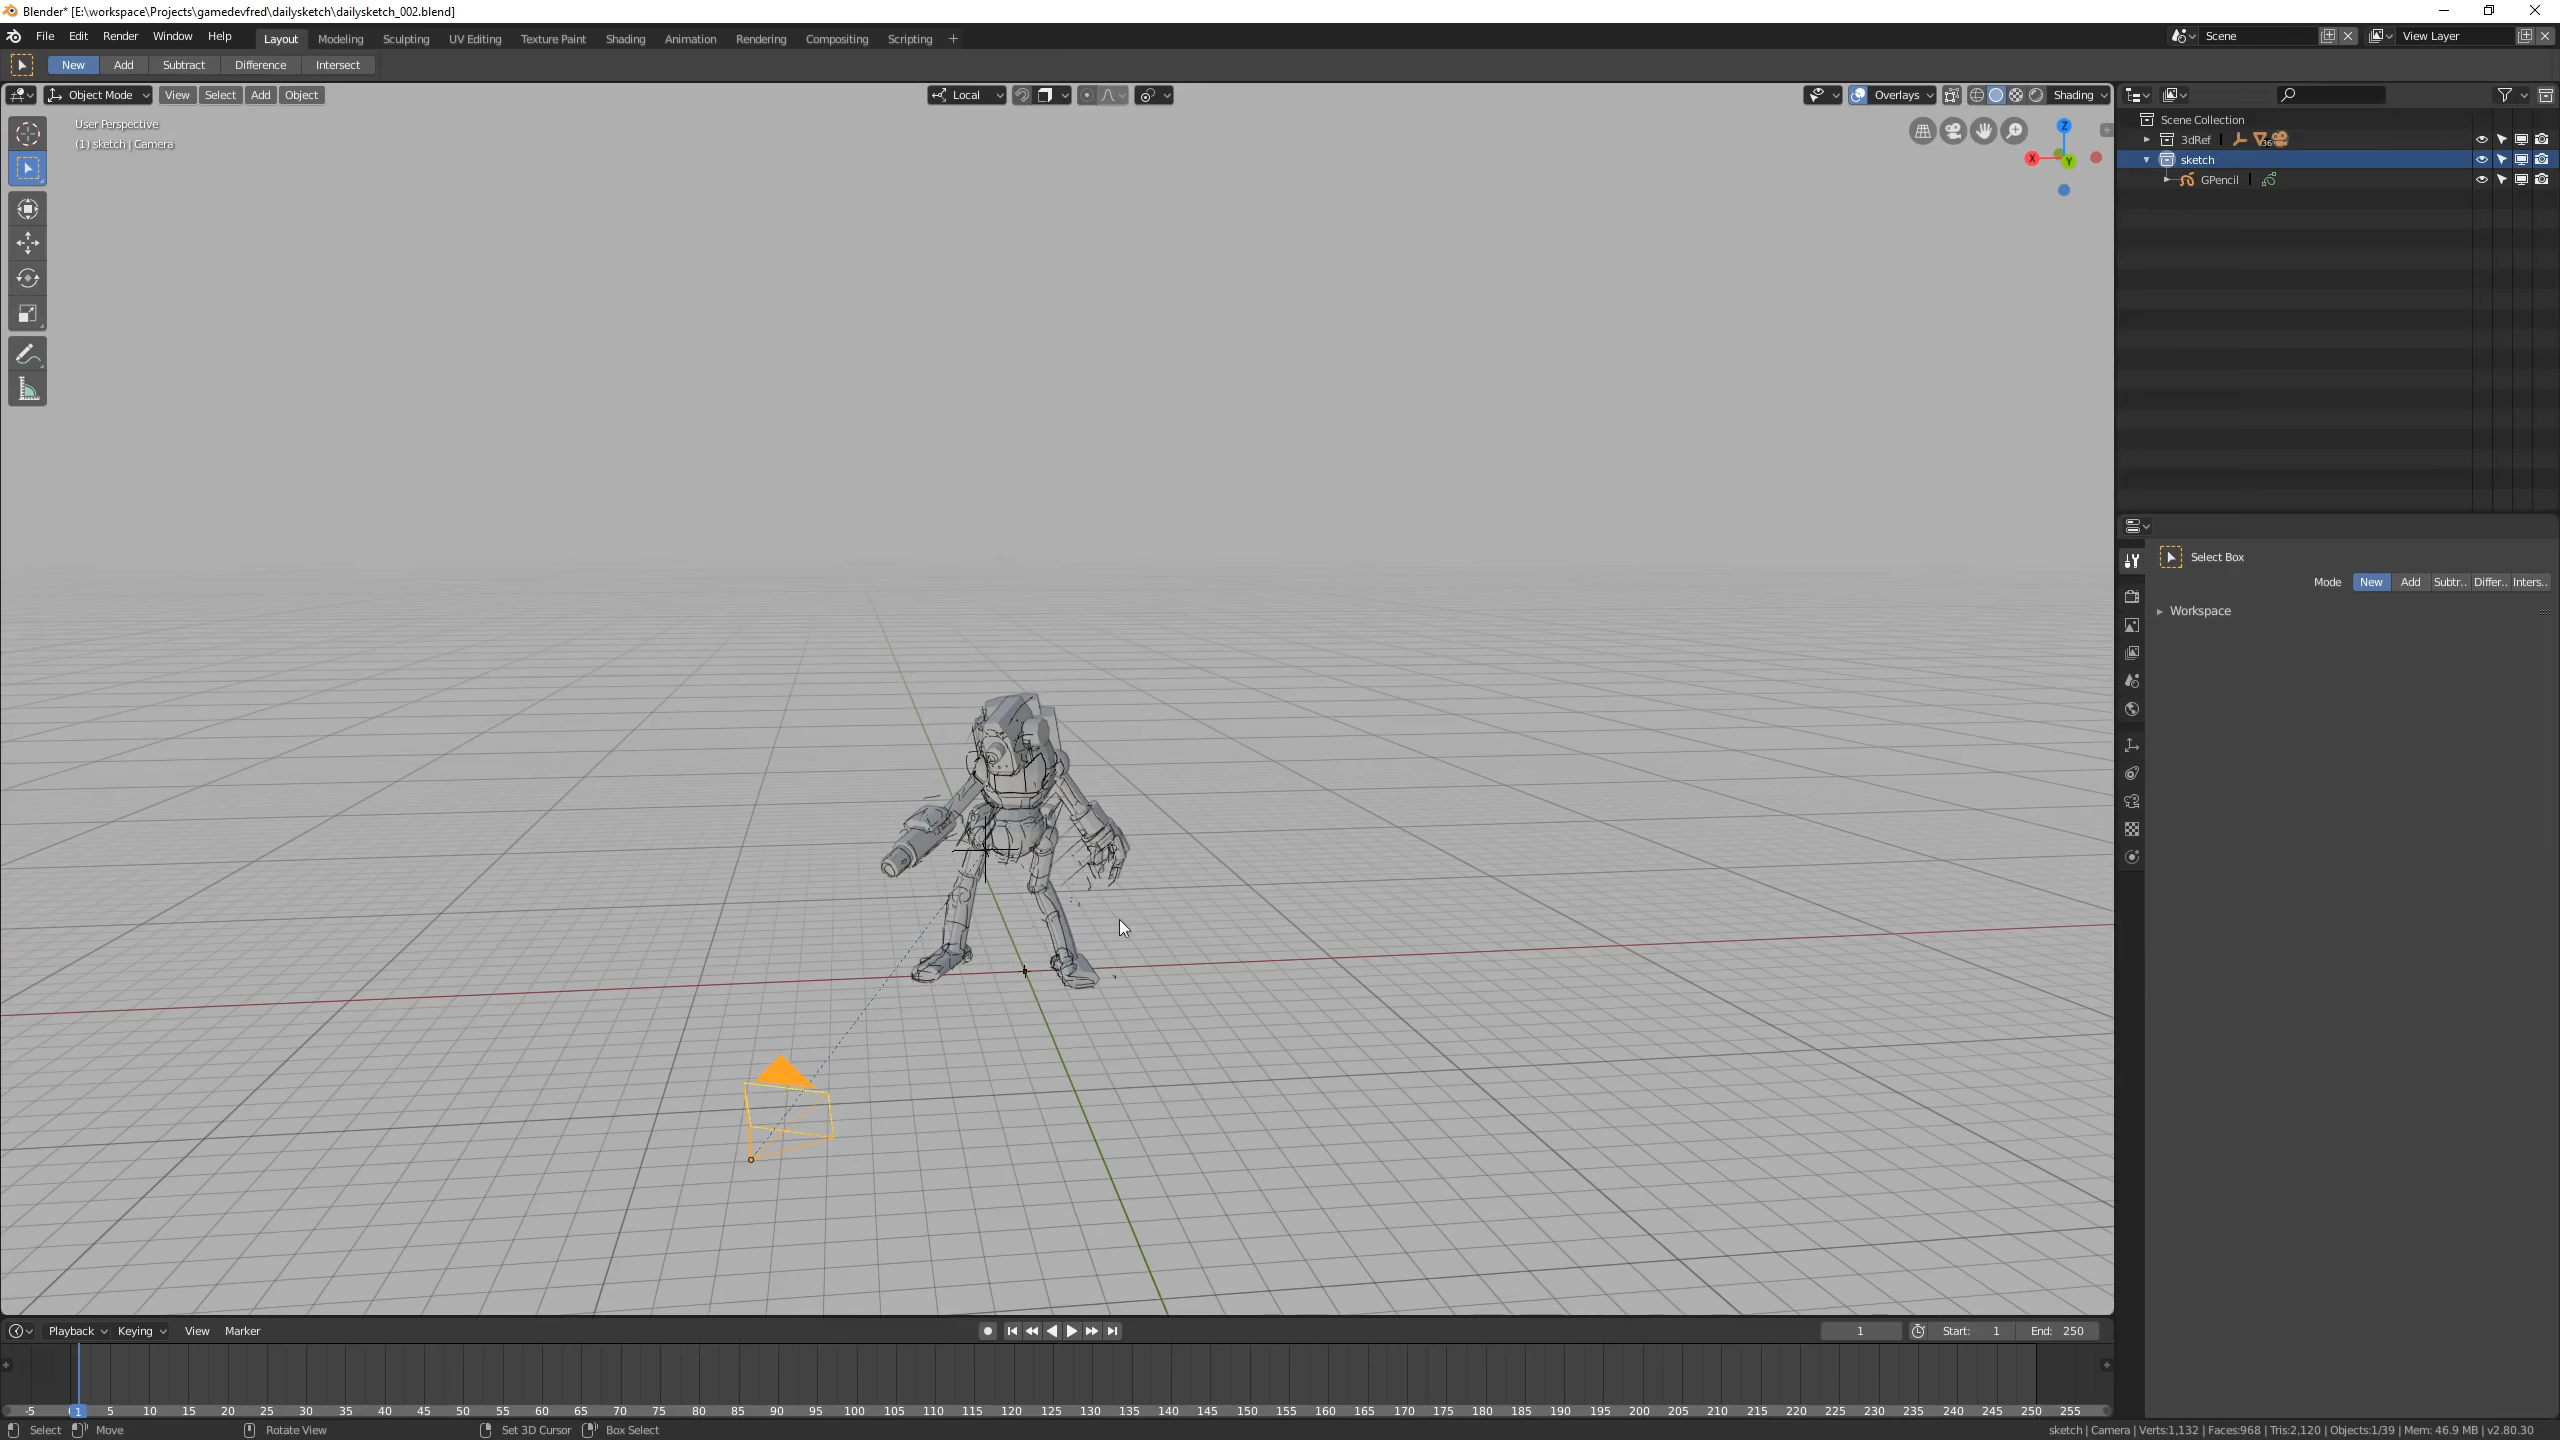 Blender* [E:\workspace\Projects\gamedevfred\dailysketch\dailysketch_002.blend]
File Edit Render Window Help Layout Modeling Sculpting UV Editing Texture Paint Shading Animation Rendering Compositing Scripting + Scene View Layer
New Add Subtract Difference Intersect
Object Mode View Select Add Object Local Overlays Shading
User Perspective
(1) sketch | Camera
Z
X
Y
Scene Collection
3dRef 36
sketch
GPencil
Select Box
Mode New Add Subtr.. Differ.. Inters..
Workspace
Playback Keying View Marker 1 Start: 1 End: 250
-5 1 5 10 15 20 25 30 35 40 45 50 55 60 65 70 75 80 85 90 95 100 105 110 115 120 125 130 135 140 145 150 155 160 165 170 175 180 185 190 195 200 205 210 215 220 225 230 235 240 245 250 255
Select Move Rotate View Set 3D Cursor Box Select sketch | Camera | Verts:1,132 | Faces:968 | Tris:2,120 | Objects:1/39 | Mem: 46.9 MB | v2.80.30